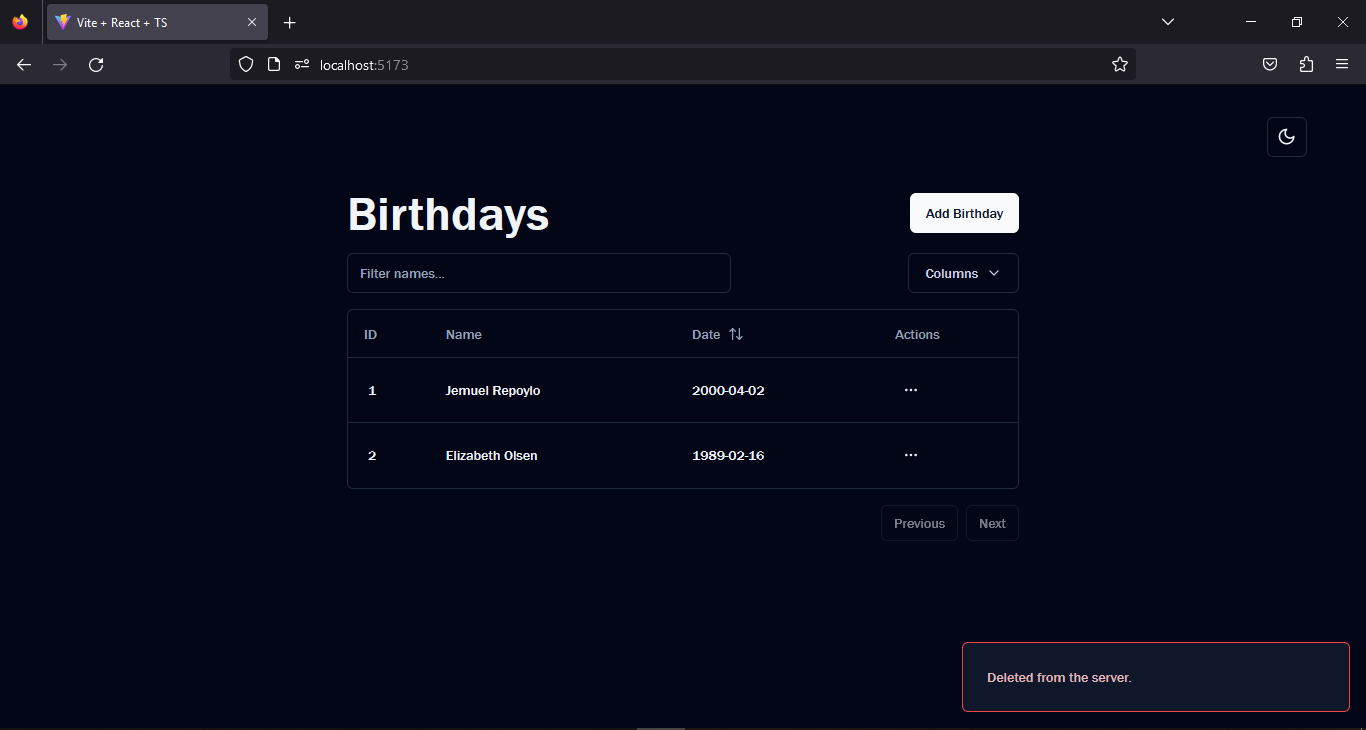 Vite + React + TS
localhost:5173
Birthdays
Add Birthday
Filter names...
Columns
ID Name Date Actions
1 Jemuel Repoylo 2000-04-02
2 Elizabeth Olsen 1989-02-16
Previous Next
Deleted from the server.